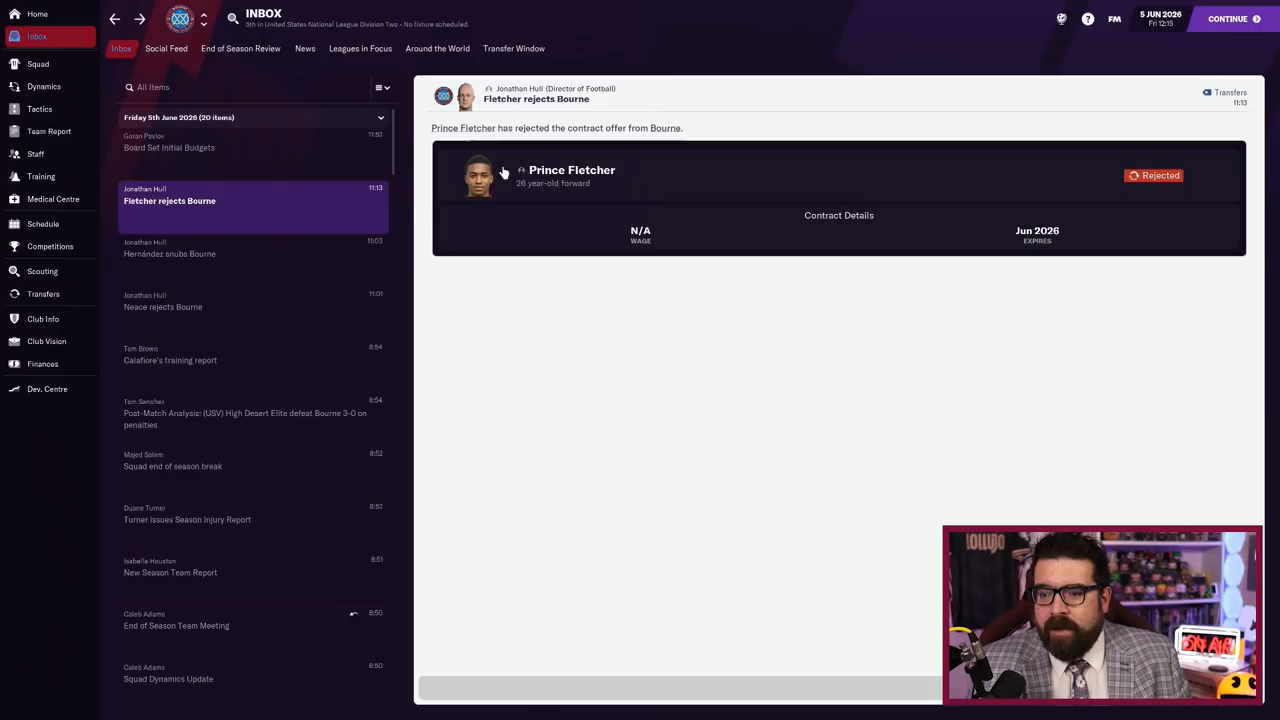 Home
Inbox
Squad
Dynamics
Tactics
Team Report
Staff
Training
Medical Centre
Schedule
Competitions
Scouting
Transfers
Club Info
Club Vision
Finances
Dev. Centre
INBOX
5th in United States National League Division Two - No fixture scheduled.
FM
5 JUN 2026
Fri 12:15
CONTINUE
Inbox
Social Feed
End of Season Review
News
Leagues in Focus
Around the World
Transfer Window
All Items
Friday 5th June 2026 (20 items)
Goran Pavlov
11:52
Board Set Initial Budgets
Jonathan Hull
11:13
Fletcher rejects Bourne
Jonathan Hull
11:03
Hernández snubs Bourne
Jonathan Hull
11:01
Neace rejects Bourne
Tom Brown
8:54
Calafiore's training report
Tom Sanchez
8:54
Post-Match Analysis: (USV) High Desert Elite defeat Bourne 3-0 on
penalties
Majed Salem
8:52
Squad end of season break
Duane Turner
8:52
Turner issues Season Injury Report
Isabella Houston
8:51
New Season Team Report
Caleb Adams
8:50
End of Season Team Meeting
Caleb Adams
8:50
Squad Dynamics Update
Jonathan Hull (Director of Football)
Fletcher rejects Bourne
Transfers
11:13
Prince Fletcher has rejected the contract offer from Bourne.
Prince Fletcher
26 year-old forward
Rejected
Contract Details
N/A
WAGE
Jun 2026
EXPIRES
ON AIR